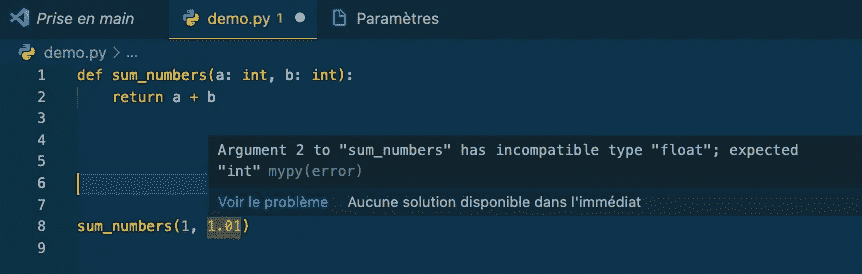 Prise en main
demo.py 1
Paramètres
demo.py > ...
1 def sum_numbers(a: int, b: int):
2 return a + b
3
4
Argument 2 to "sum_numbers" has incompatible type "float"; expected
5
"int" mypy(error)
6
Voir le problème Aucune solution disponible dans l'immédiat
7
8 sum_numbers(1, 1.01)
9